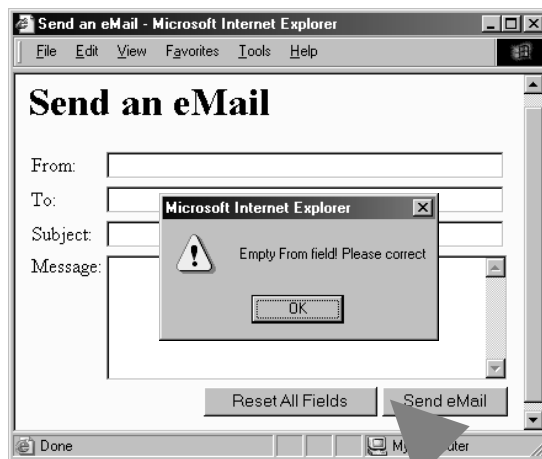 Send an eMail - Microsoft Internet Explorer
File Edit View Favorites Tools Help
Send an eMail
From:
To:
Subject:
Message:
Microsoft Internet Explorer
Empty From field! Please correct
OK
Reset All Fields Send eMail
Done